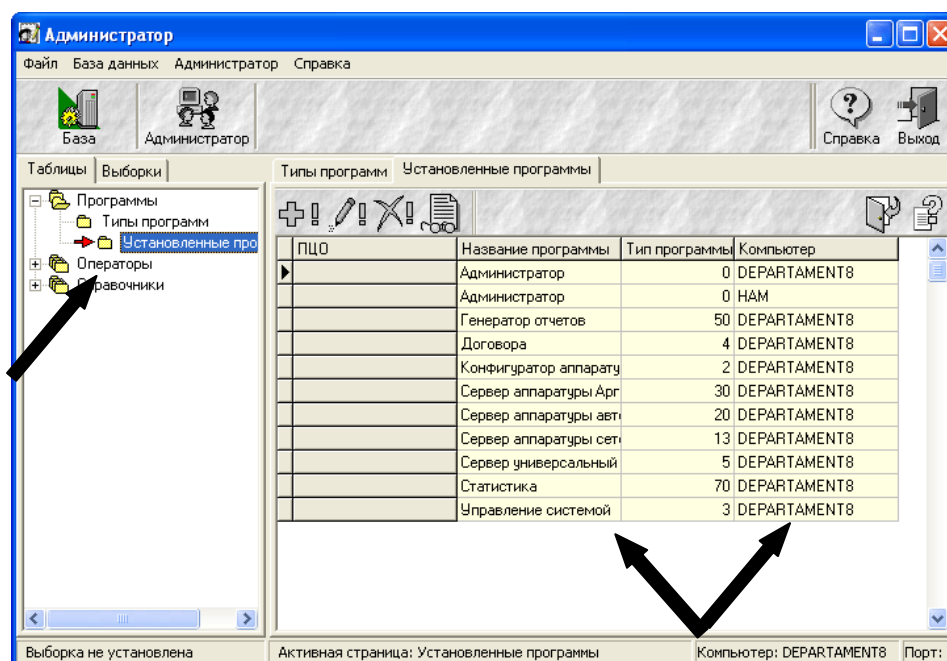 Администратор
Файл База данных Администратор Справка
База Администратор Справка Выход
Таблицы Выборки
Типы программ Установленные программы
Программы
Типы программ
Установленные про
Операторы
Справочники
ПЦО Название программы Тип программы Компьютер
Администратор 0 DEPARTAMENT8
Администратор 0 НАМ
Генератор отчетов 50 DEPARTAMENT8
Договора 4 DEPARTAMENT8
Конфигуратор аппарату 2 DEPARTAMENT8
Сервер аппаратуры Арг 30 DEPARTAMENT8
Сервер аппаратуры авт 20 DEPARTAMENT8
Сервер аппаратуры сет 13 DEPARTAMENT8
Сервер универсальный 5 DEPARTAMENT8
Статистика 70 DEPARTAMENT8
Управление системой 3 DEPARTAMENT8
Выборка не установлена Активная страница: Установленные программы Компьютер: DEPARTAMENT8 Порт: